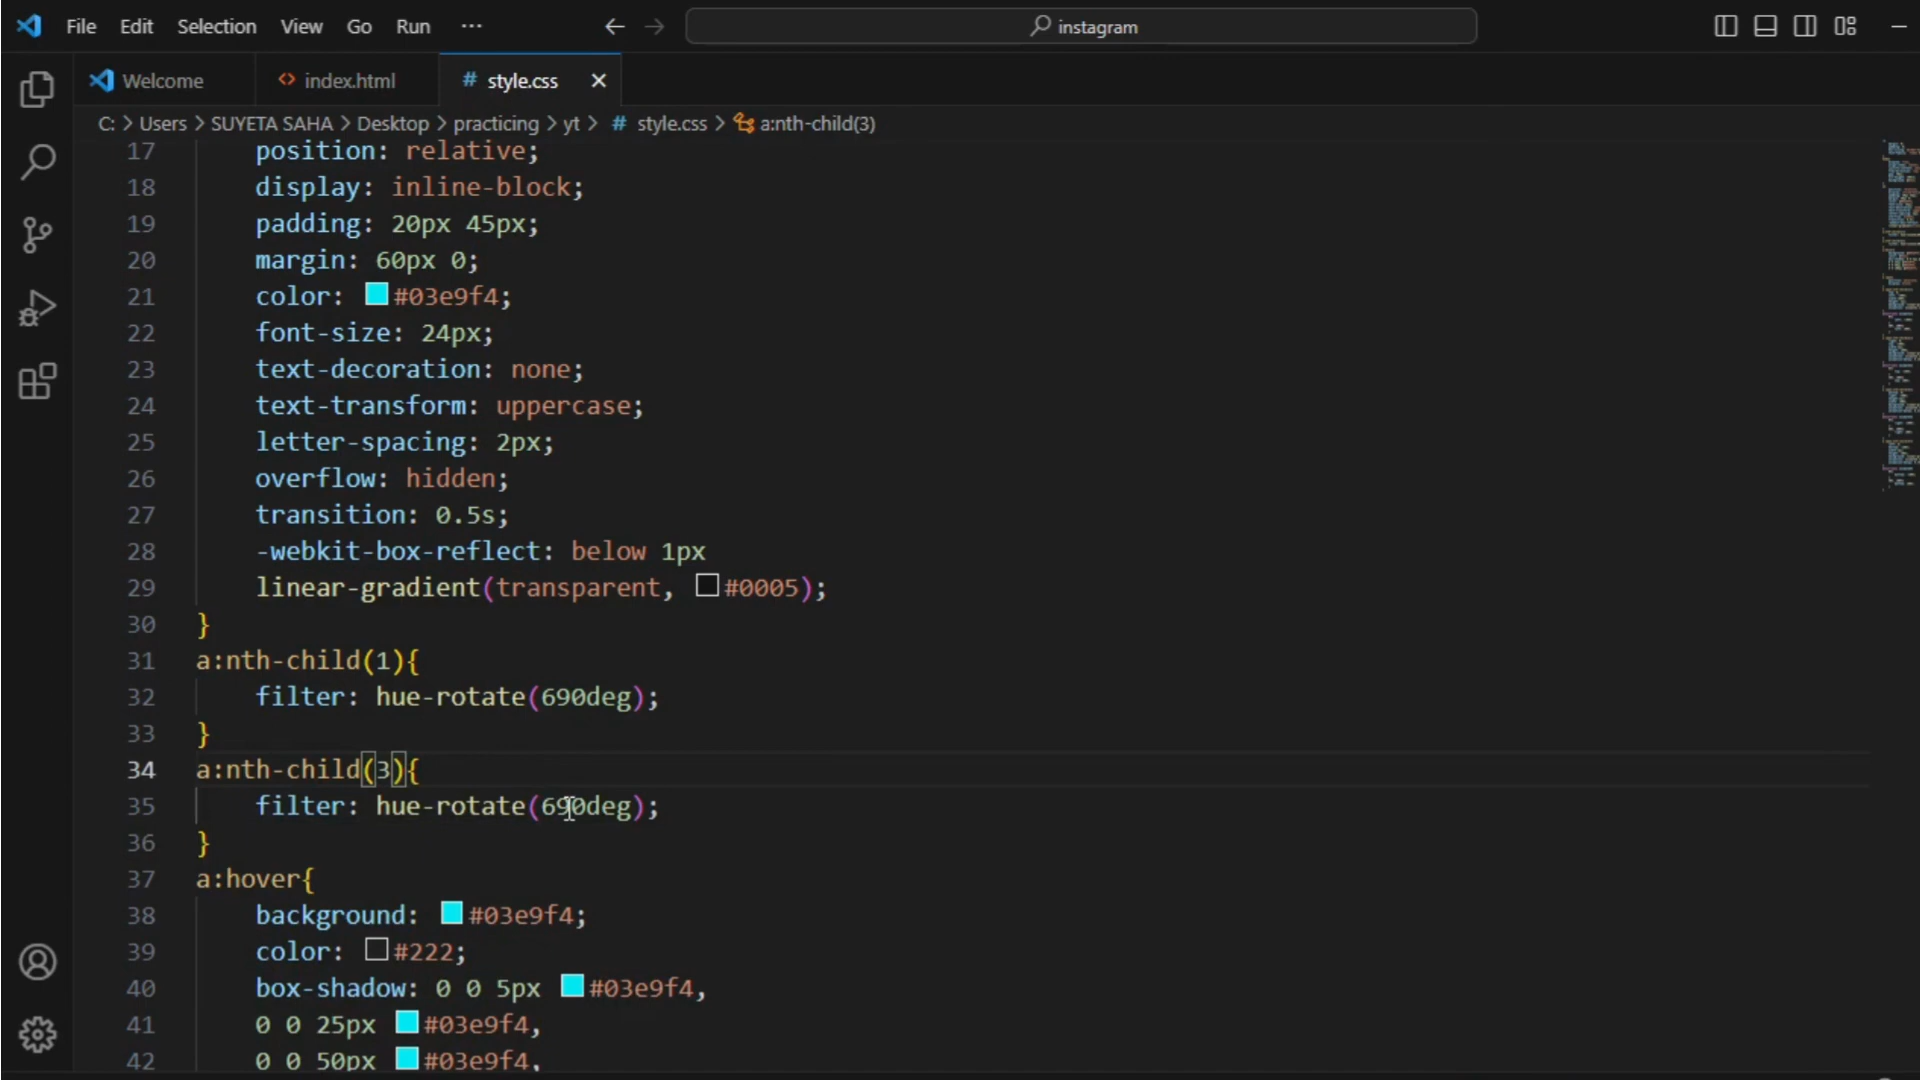 File Edit Selection View Go Run ··· ← → instagram
Welcome <> index.html # style.css ×
C: > Users > SUYETA SAHA > Desktop > practicing > yt > # style.css > a:nth-child(3)
17 position: relative;
18 display: inline-block;
19 padding: 20px 45px;
20 margin: 60px 0;
21 color: #03e9f4;
22 font-size: 24px;
23 text-decoration: none;
24 text-transform: uppercase;
25 letter-spacing: 2px;
26 overflow: hidden;
27 transition: 0.5s;
28 -webkit-box-reflect: below 1px
29 linear-gradient(transparent, #0005);
30 }
31 a:nth-child(1){
32 filter: hue-rotate(690deg);
33 }
34 a:nth-child(3){
35 filter: hue-rotate(690deg);
36 }
37 a:hover{
38 background: #03e9f4;
39 color: #222;
40 box-shadow: 0 0 5px #03e9f4,
41 0 0 25px #03e9f4,
42 0 0 50px #03e9f4,